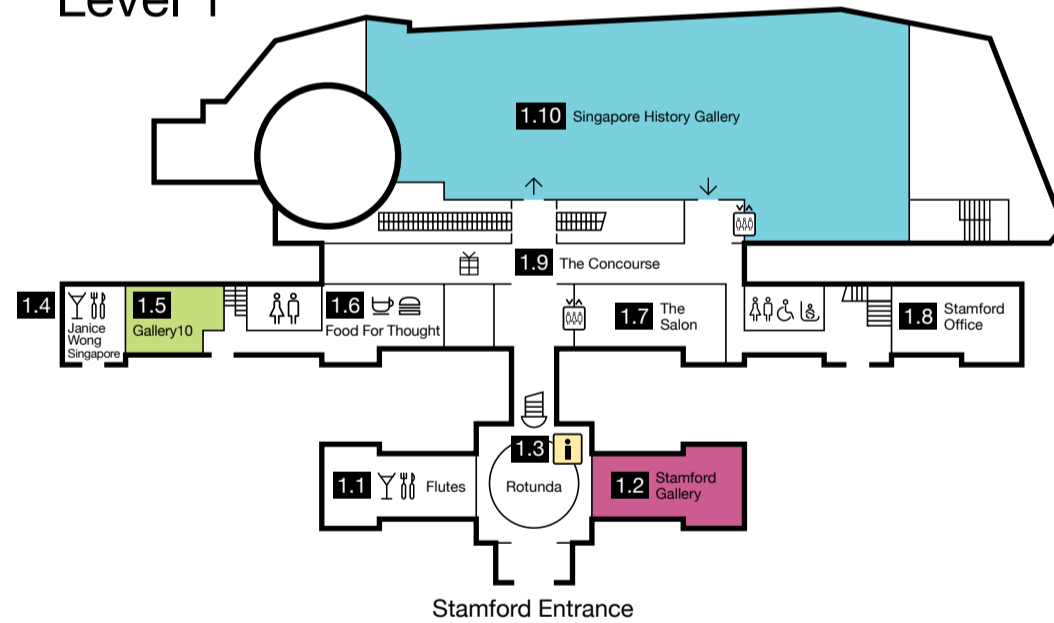 Level 1
1.10 Singapore History Gallery
1.9 The Concourse
1.4
Janice
Wong
Singapore
1.5
Gallery10
1.6
Food For Thought
1.7 The
Salon
1.8 Stamford
Office
1.3 i
1.1 Flutes
Rotunda
1.2 Stamford
Gallery
Stamford Entrance